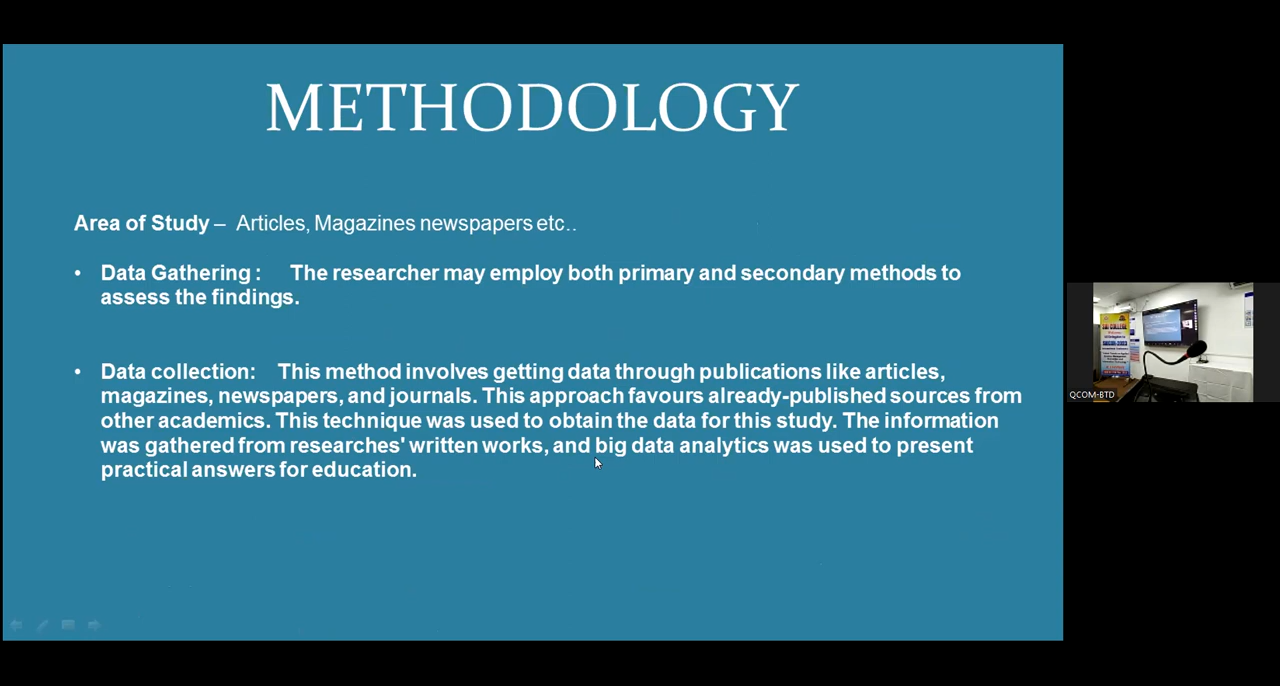 METHODOLOGY
Area of Study – Articles, Magazines newspapers etc..
• Data Gathering : The researcher may employ both primary and secondary methods to
assess the findings.
• Data collection: This method involves getting data through publications like articles,
magazines, newspapers, and journals. This approach favours already-published sources from
other academics. This technique was used to obtain the data for this study. The information
was gathered from researches' written works, and big data analytics was used to present
practical answers for education.
QCOM-BTD